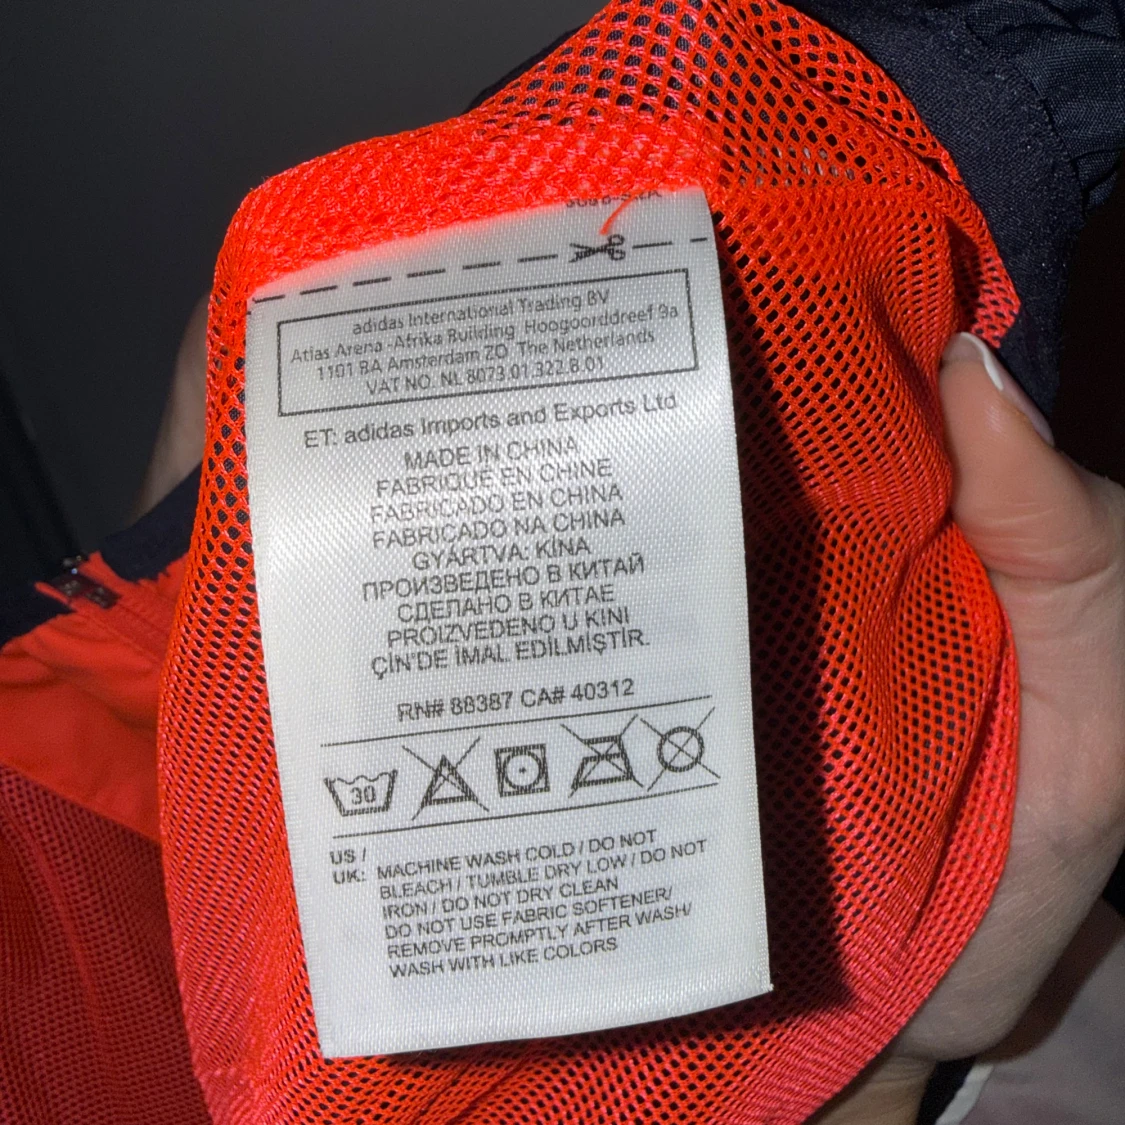 adidas International Trading BV
Atlas Arena -Afrika Building Hoogoorddreef 9a
1101 BA Amsterdam ZO The Netherlands
VAT NO. NL 8073.01.322.B.01
ET: adidas Imports and Exports Ltd
MADE IN CHINA
FABRIQUÉ EN CHINE
FABRICADO EN CHINA
FABRICADO NA CHINA
GYÁRTVA: KÍNA
ПРОИЗВЕДЕНО В КИТАЙ
СДЕЛАНО В КИТАЕ
PROIZVEDENO U KINI
ÇİN'DE İMAL EDİLMİŞTİR.
RN# 88387 CA# 40312
30
US /
UK: MACHINE WASH COLD / DO NOT
BLEACH / TUMBLE DRY LOW / DO NOT
IRON / DO NOT DRY CLEAN
DO NOT USE FABRIC SOFTENER/
REMOVE PROMPTLY AFTER WASH/
WASH WITH LIKE COLORS